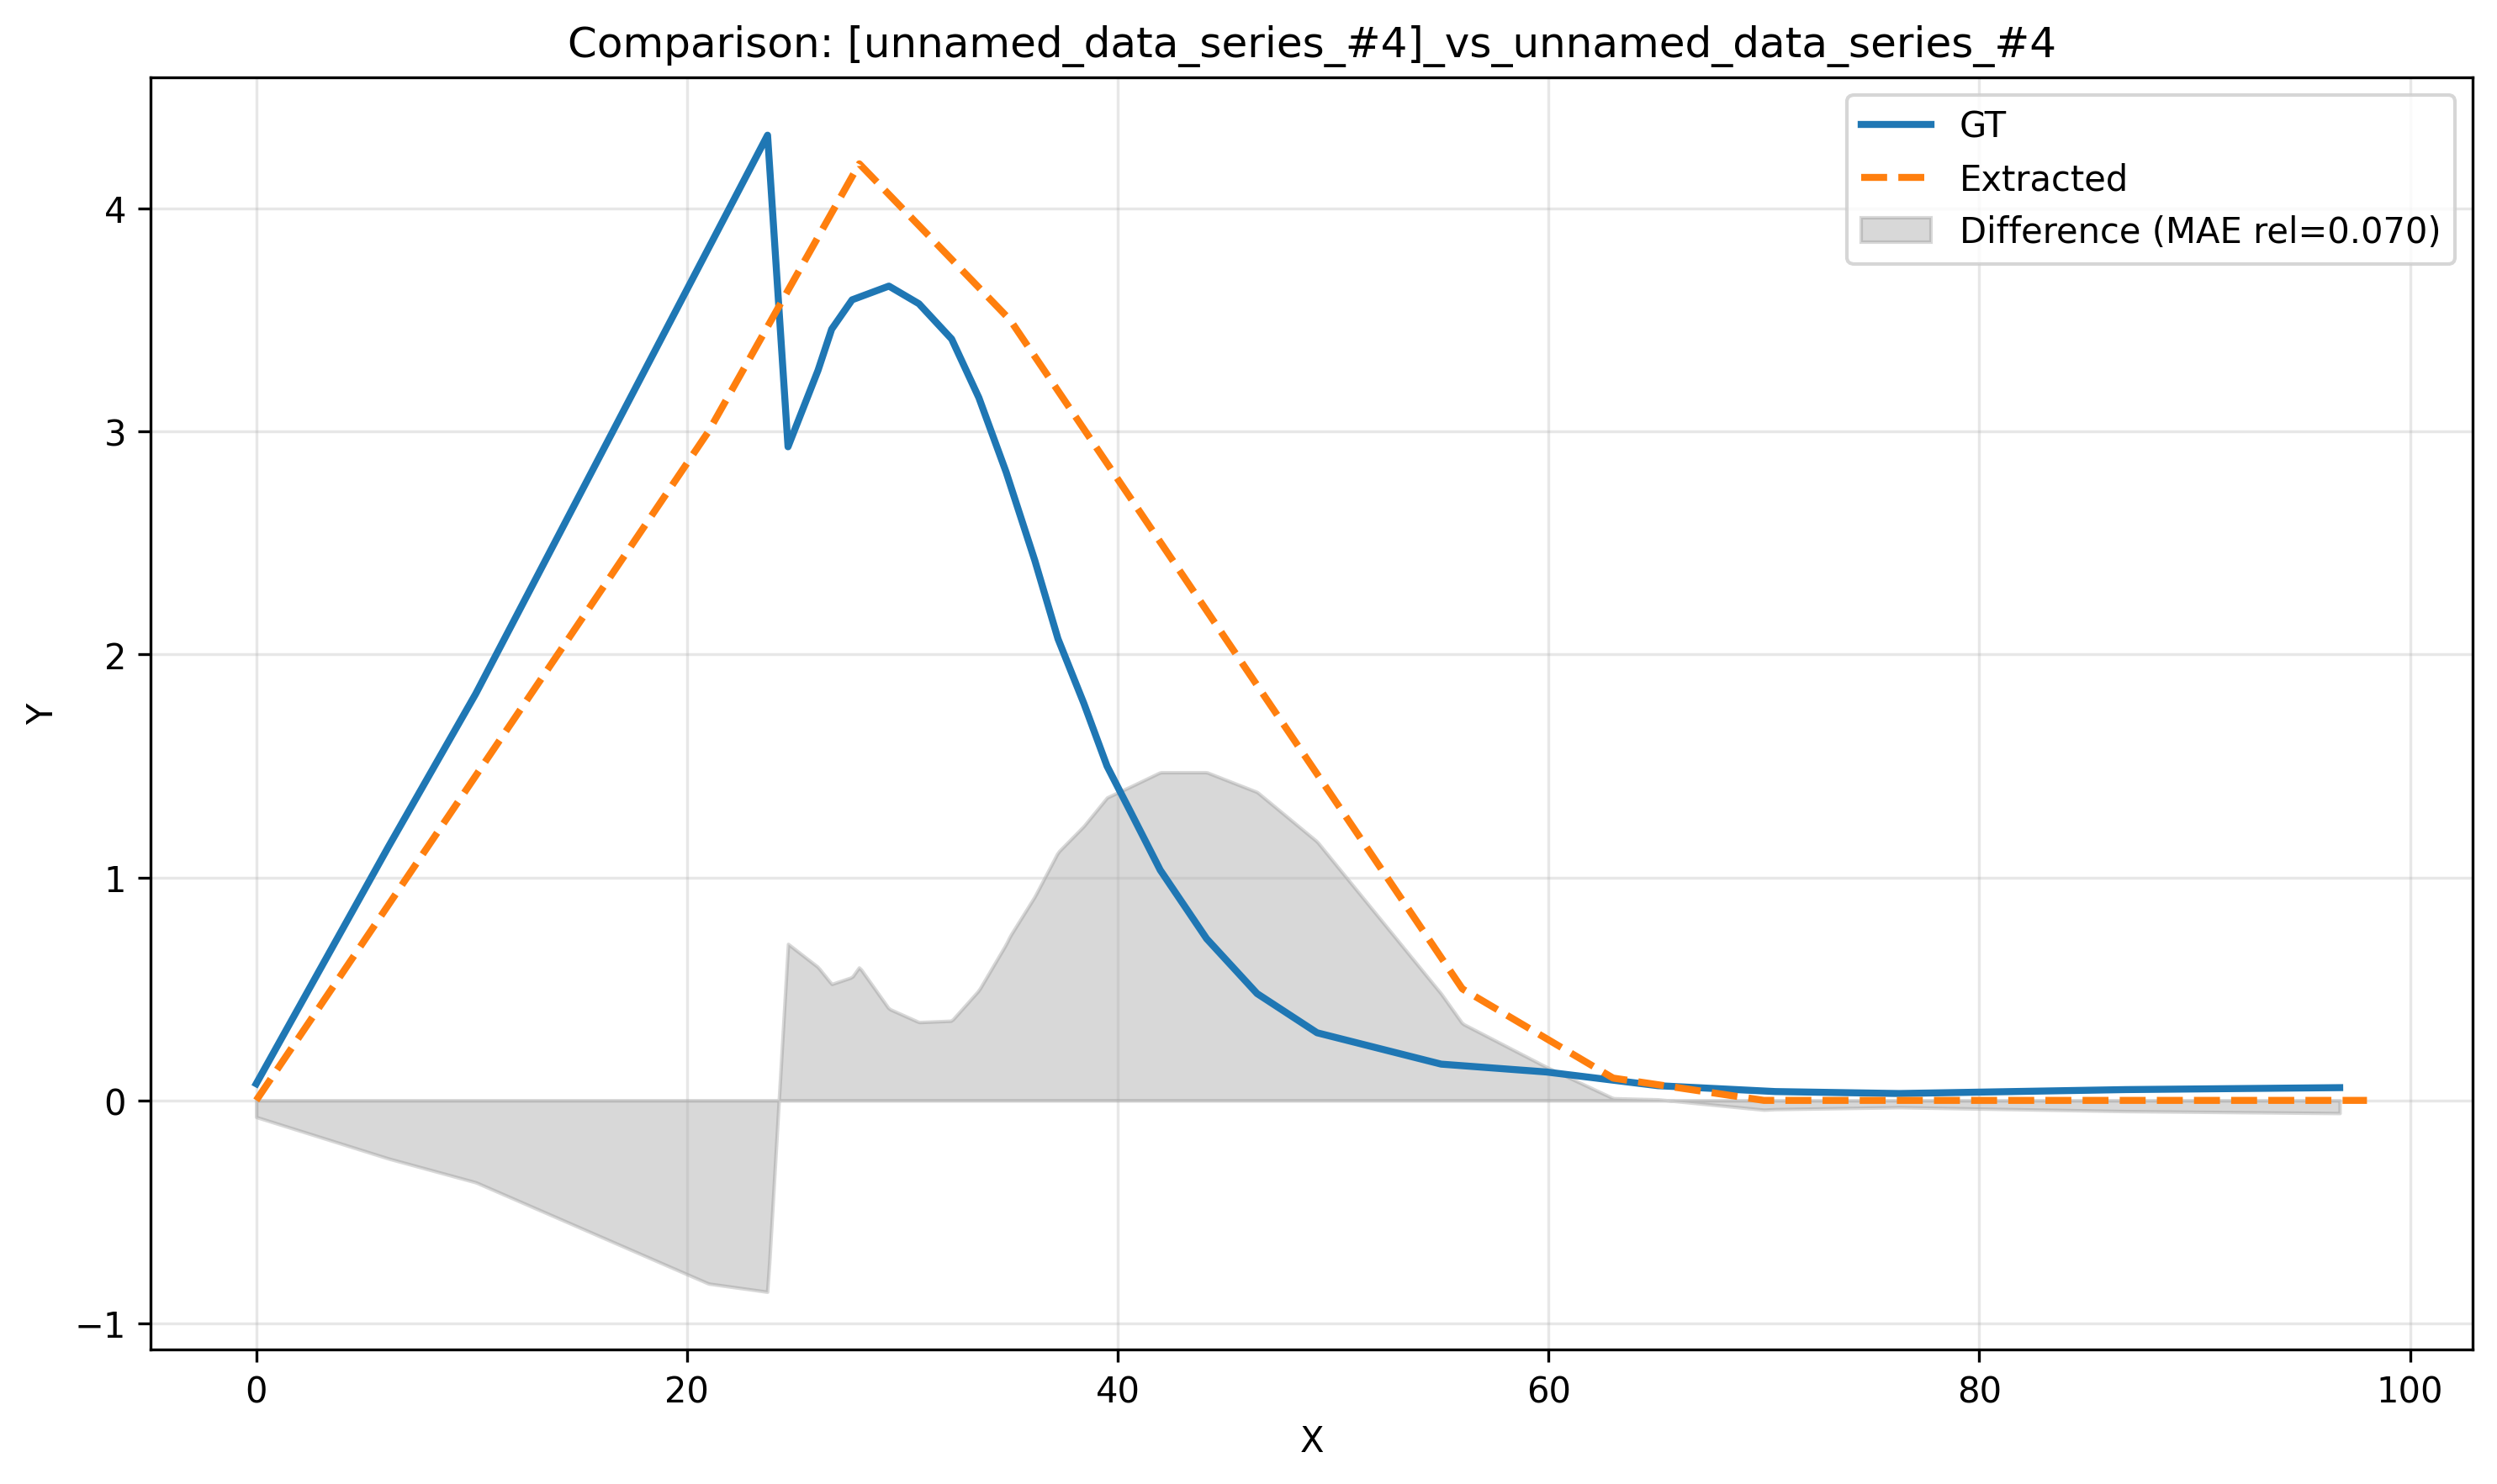 Comparison: [unnamed_data_series_#4]_vs_unnamed_data_series_#4
GT
Extracted
Difference (MAE rel=0.070)
4
3
2
1
0
−1
Y
0 20 40 60 80 100
X